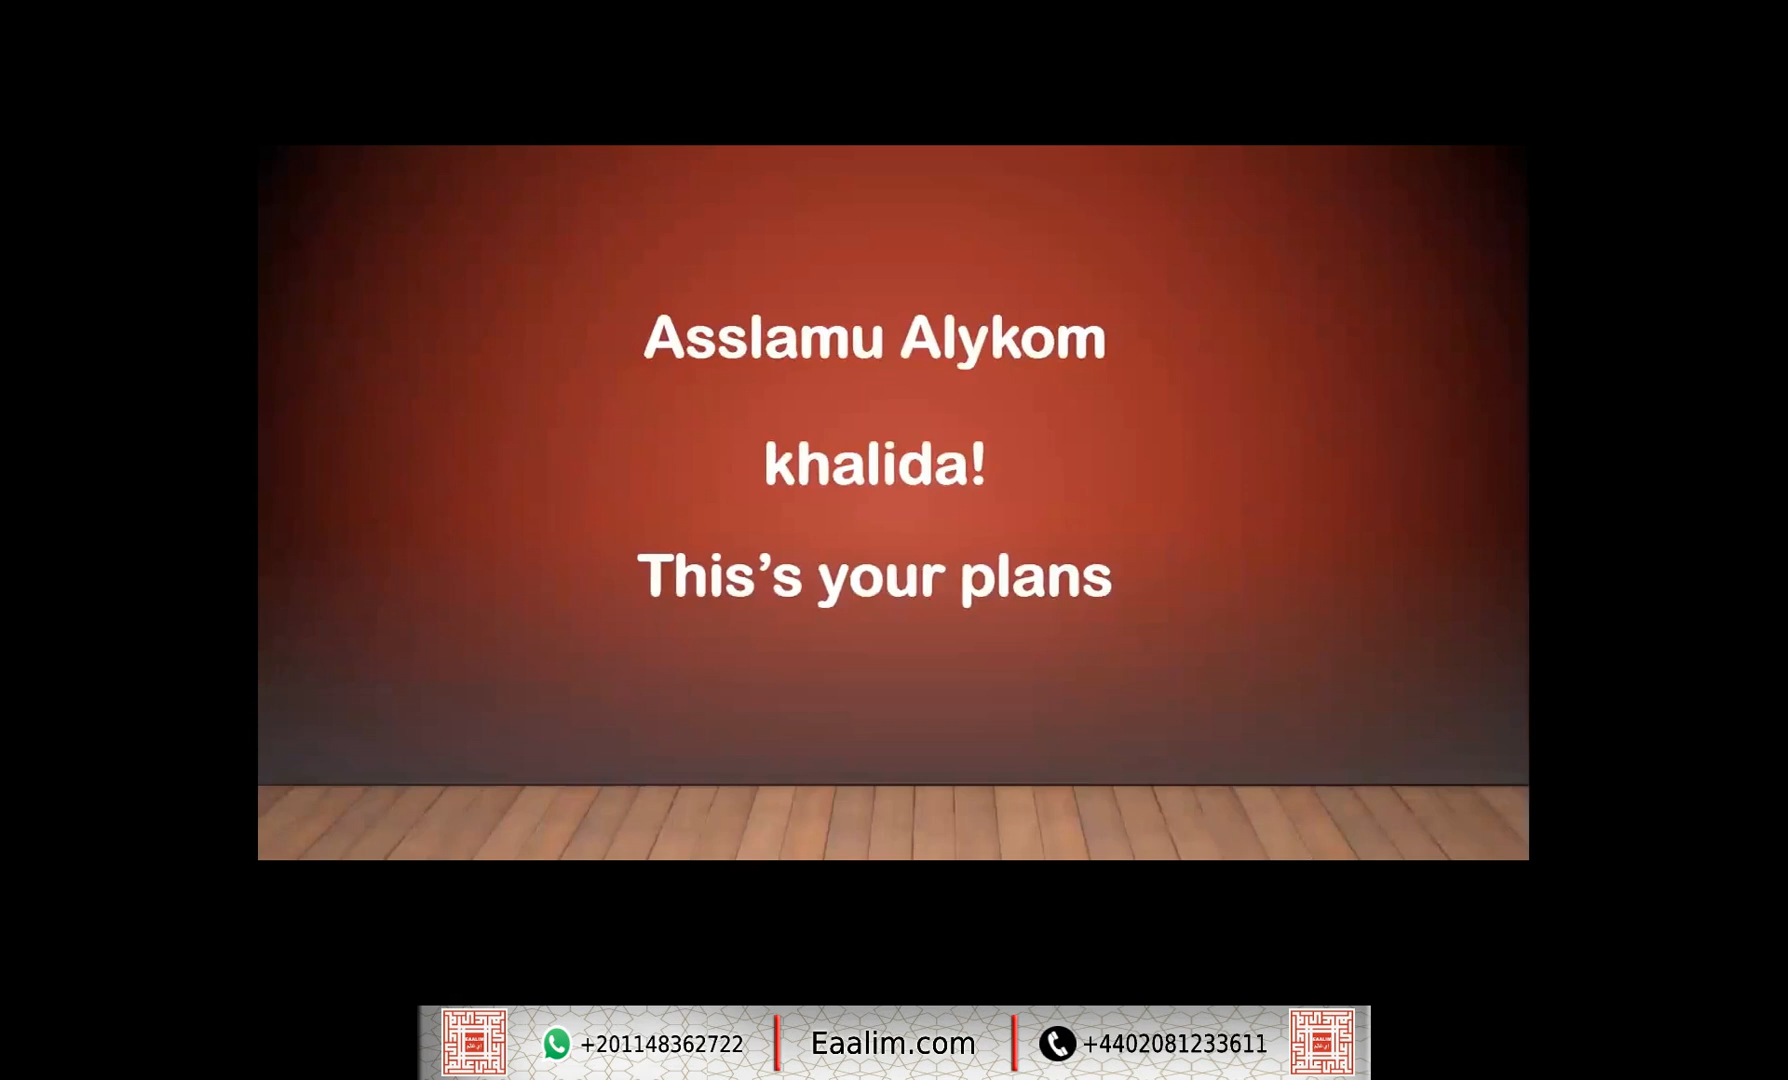 Asslamu Alykom
khalida!
This’s your plans
+201148362722
Eaalim.com
+4402081233611